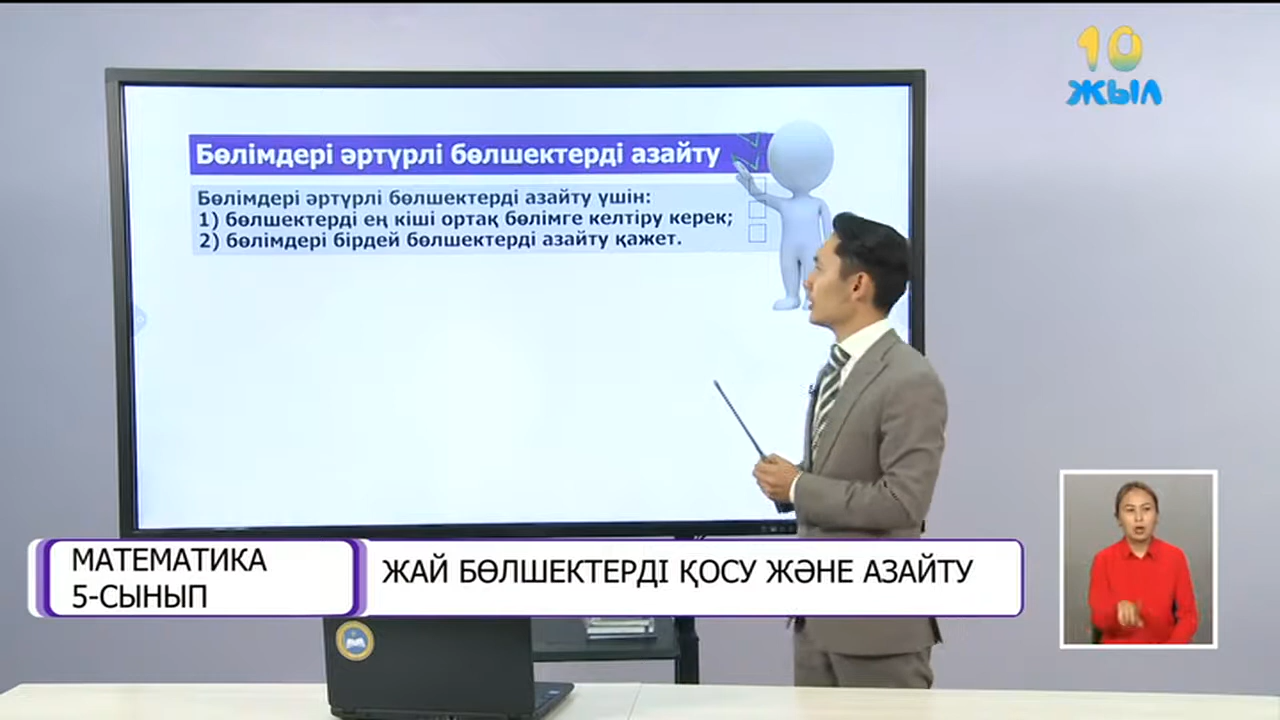 10
ЖЫЛ
Бөлімдері әртүрлі бөлшектерді азайту
Бөлімдері әртүрлі бөлшектерді азайту үшін:
1) бөлшектерді ең кіші ортақ бөлімге келтіру керек;
2) бөлімдері бірдей бөлшектерді азайту қажет.
МАТЕМАТИКА
5-СЫНЫП
ЖАЙ БӨЛШЕКТЕРДІ ҚОСУ ЖӘНЕ АЗАЙТУ